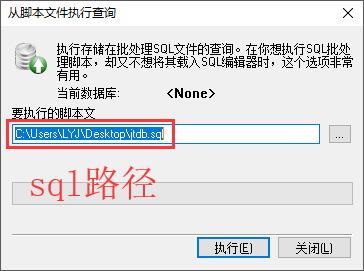 从脚本文件执行查询
执行存储在批处理SQL文件的查询。在你想执行SQL批
处理脚本，却又不想将其载入SQL编辑器时，这个选项非常
有用。
当前数据库: <None>
要执行的脚本文
C:\Users\LYJ\Desktop\jtdb.sql
...
sql路径
执行(E)
关闭(L)